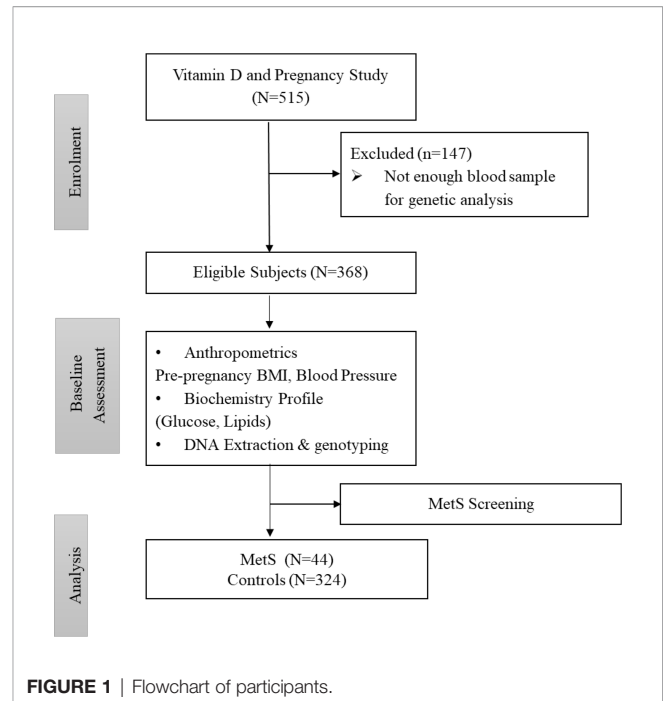 Vitamin D and Pregnancy Study
(N=515)
Enrolment
Excluded (n=147)
➢ Not enough blood sample
for genetic analysis
Eligible Subjects (N=368)
Baseline
Assessment
• Anthropometrics
Pre-pregnancy BMI, Blood Pressure
• Biochemistry Profile
(Glucose, Lipids)
• DNA Extraction & genotyping
MetS Screening
Analysis
MetS (N=44)
Controls (N=324)
FIGURE 1 | Flowchart of participants.